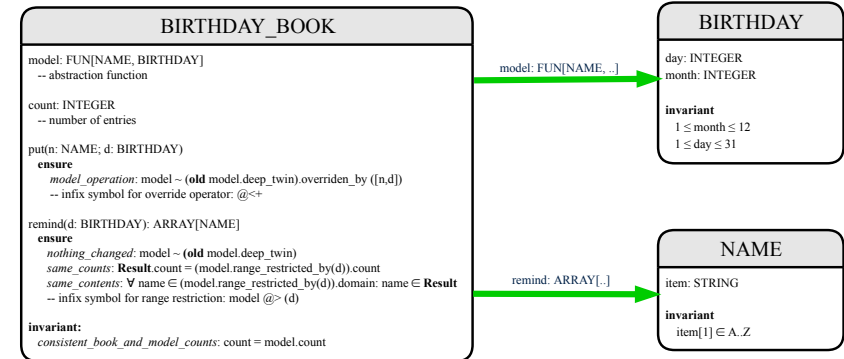 BIRTHDAY_BOOK
model: FUN[NAME, BIRTHDAY]
-- abstraction function
count: INTEGER
-- number of entries
put(n: NAME; d: BIRTHDAY)
ensure
model_operation: model ~ (old model.deep_twin).overriden_by ([n,d])
-- infix symbol for override operator: @<+
remind(d: BIRTHDAY): ARRAY[NAME]
ensure
nothing_changed: model ~ (old model.deep_twin)
same_counts: Result.count = (model.range_restricted_by(d)).count
same_contents: ∀ name ∈ (model.range_restricted_by(d)).domain: name ∈ Result
-- infix symbol for range restriction: model @> (d)
invariant:
consistent_book_and_model_counts: count = model.count
model: FUN[NAME, ..]
remind: ARRAY[..]
BIRTHDAY
day: INTEGER
month: INTEGER
invariant
1 ≤ month ≤ 12
1 ≤ day ≤ 31
NAME
item: STRING
invariant
item[1] ∈ A..Z